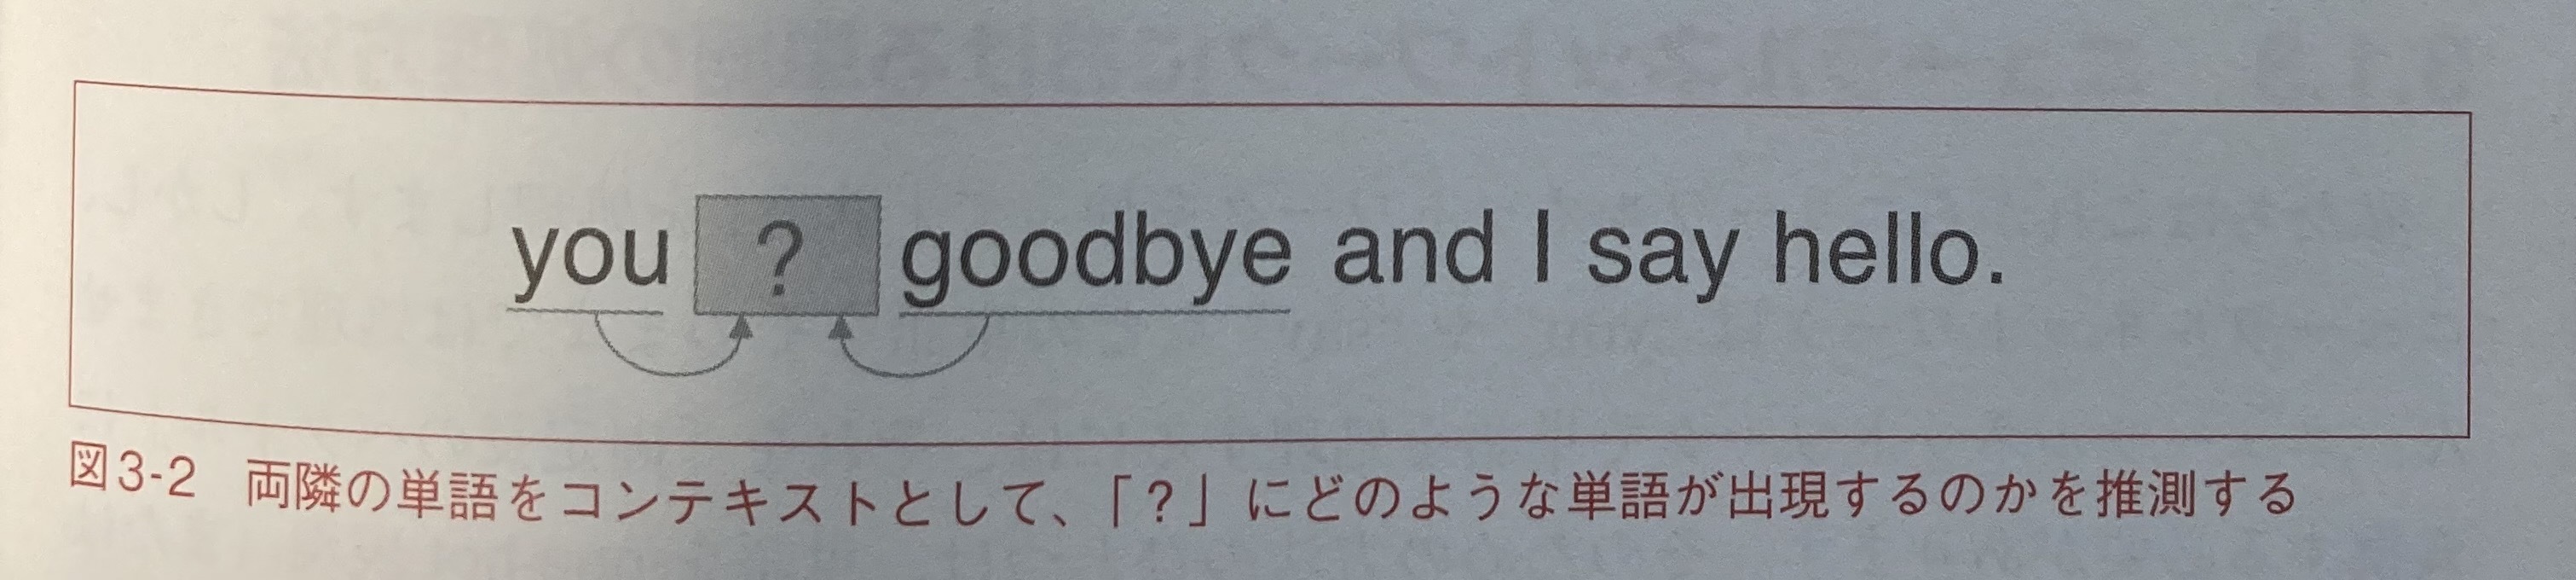 you ? goodbye and I say hello.
図3-2 両隣の単語をコンテキストとして、「?」にどのような単語が出現するのかを推測する